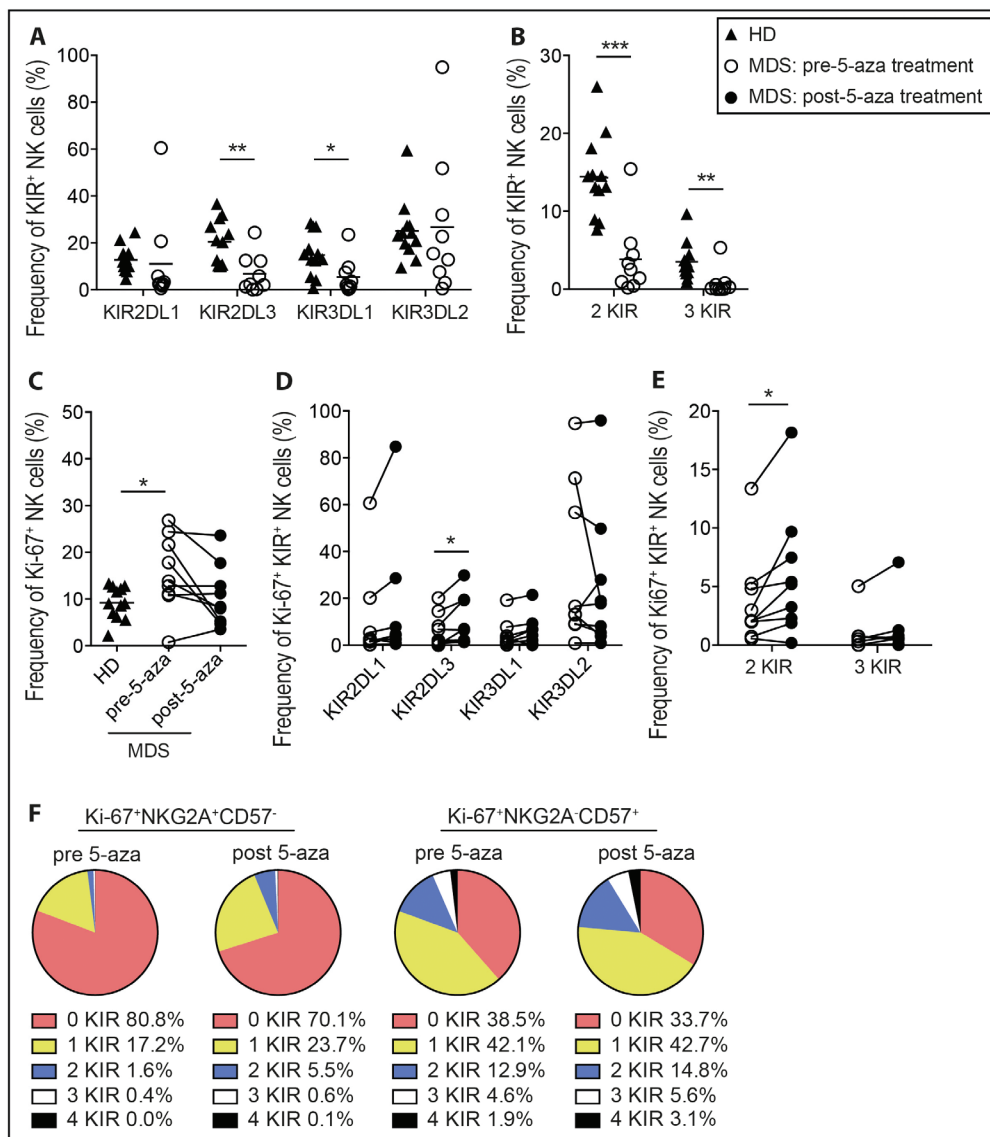 A
Frequency of KIR+ NK cells (%)
100
80
60
40
20
0
**
*
KIR2DL1 KIR2DL3 KIR3DL1 KIR3DL2
B
Frequency of KIR+ NK cells (%)
30
20
10
0
***
**
2 KIR 3 KIR
HD
MDS: pre-5-aza treatment
MDS: post-5-aza treatment
C
Frequency of Ki-67+ NK cells (%)
50
40
30
20
10
0
*
HD
pre-5-aza
post-5-aza
MDS
D
Frequency of Ki-67+ KIR+ NK cells (%)
100
80
60
40
20
0
*
KIR2DL1
KIR2DL3
KIR3DL1
KIR3DL2
E
Frequency of Ki67+ KIR+ NK cells (%)
20
15
10
5
0
*
2 KIR 3 KIR
F
Ki-67+NKG2A+CD57-
pre 5-aza
0 KIR 80.8%
1 KIR 17.2%
2 KIR 1.6%
3 KIR 0.4%
4 KIR 0.0%
post 5-aza
0 KIR 70.1%
1 KIR 23.7%
2 KIR 5.5%
3 KIR 0.6%
4 KIR 0.1%
Ki-67+NKG2A-CD57+
pre 5-aza
0 KIR 38.5%
1 KIR 42.1%
2 KIR 12.9%
3 KIR 4.6%
4 KIR 1.9%
post 5-aza
0 KIR 33.7%
1 KIR 42.7%
2 KIR 14.8%
3 KIR 5.6%
4 KIR 3.1%